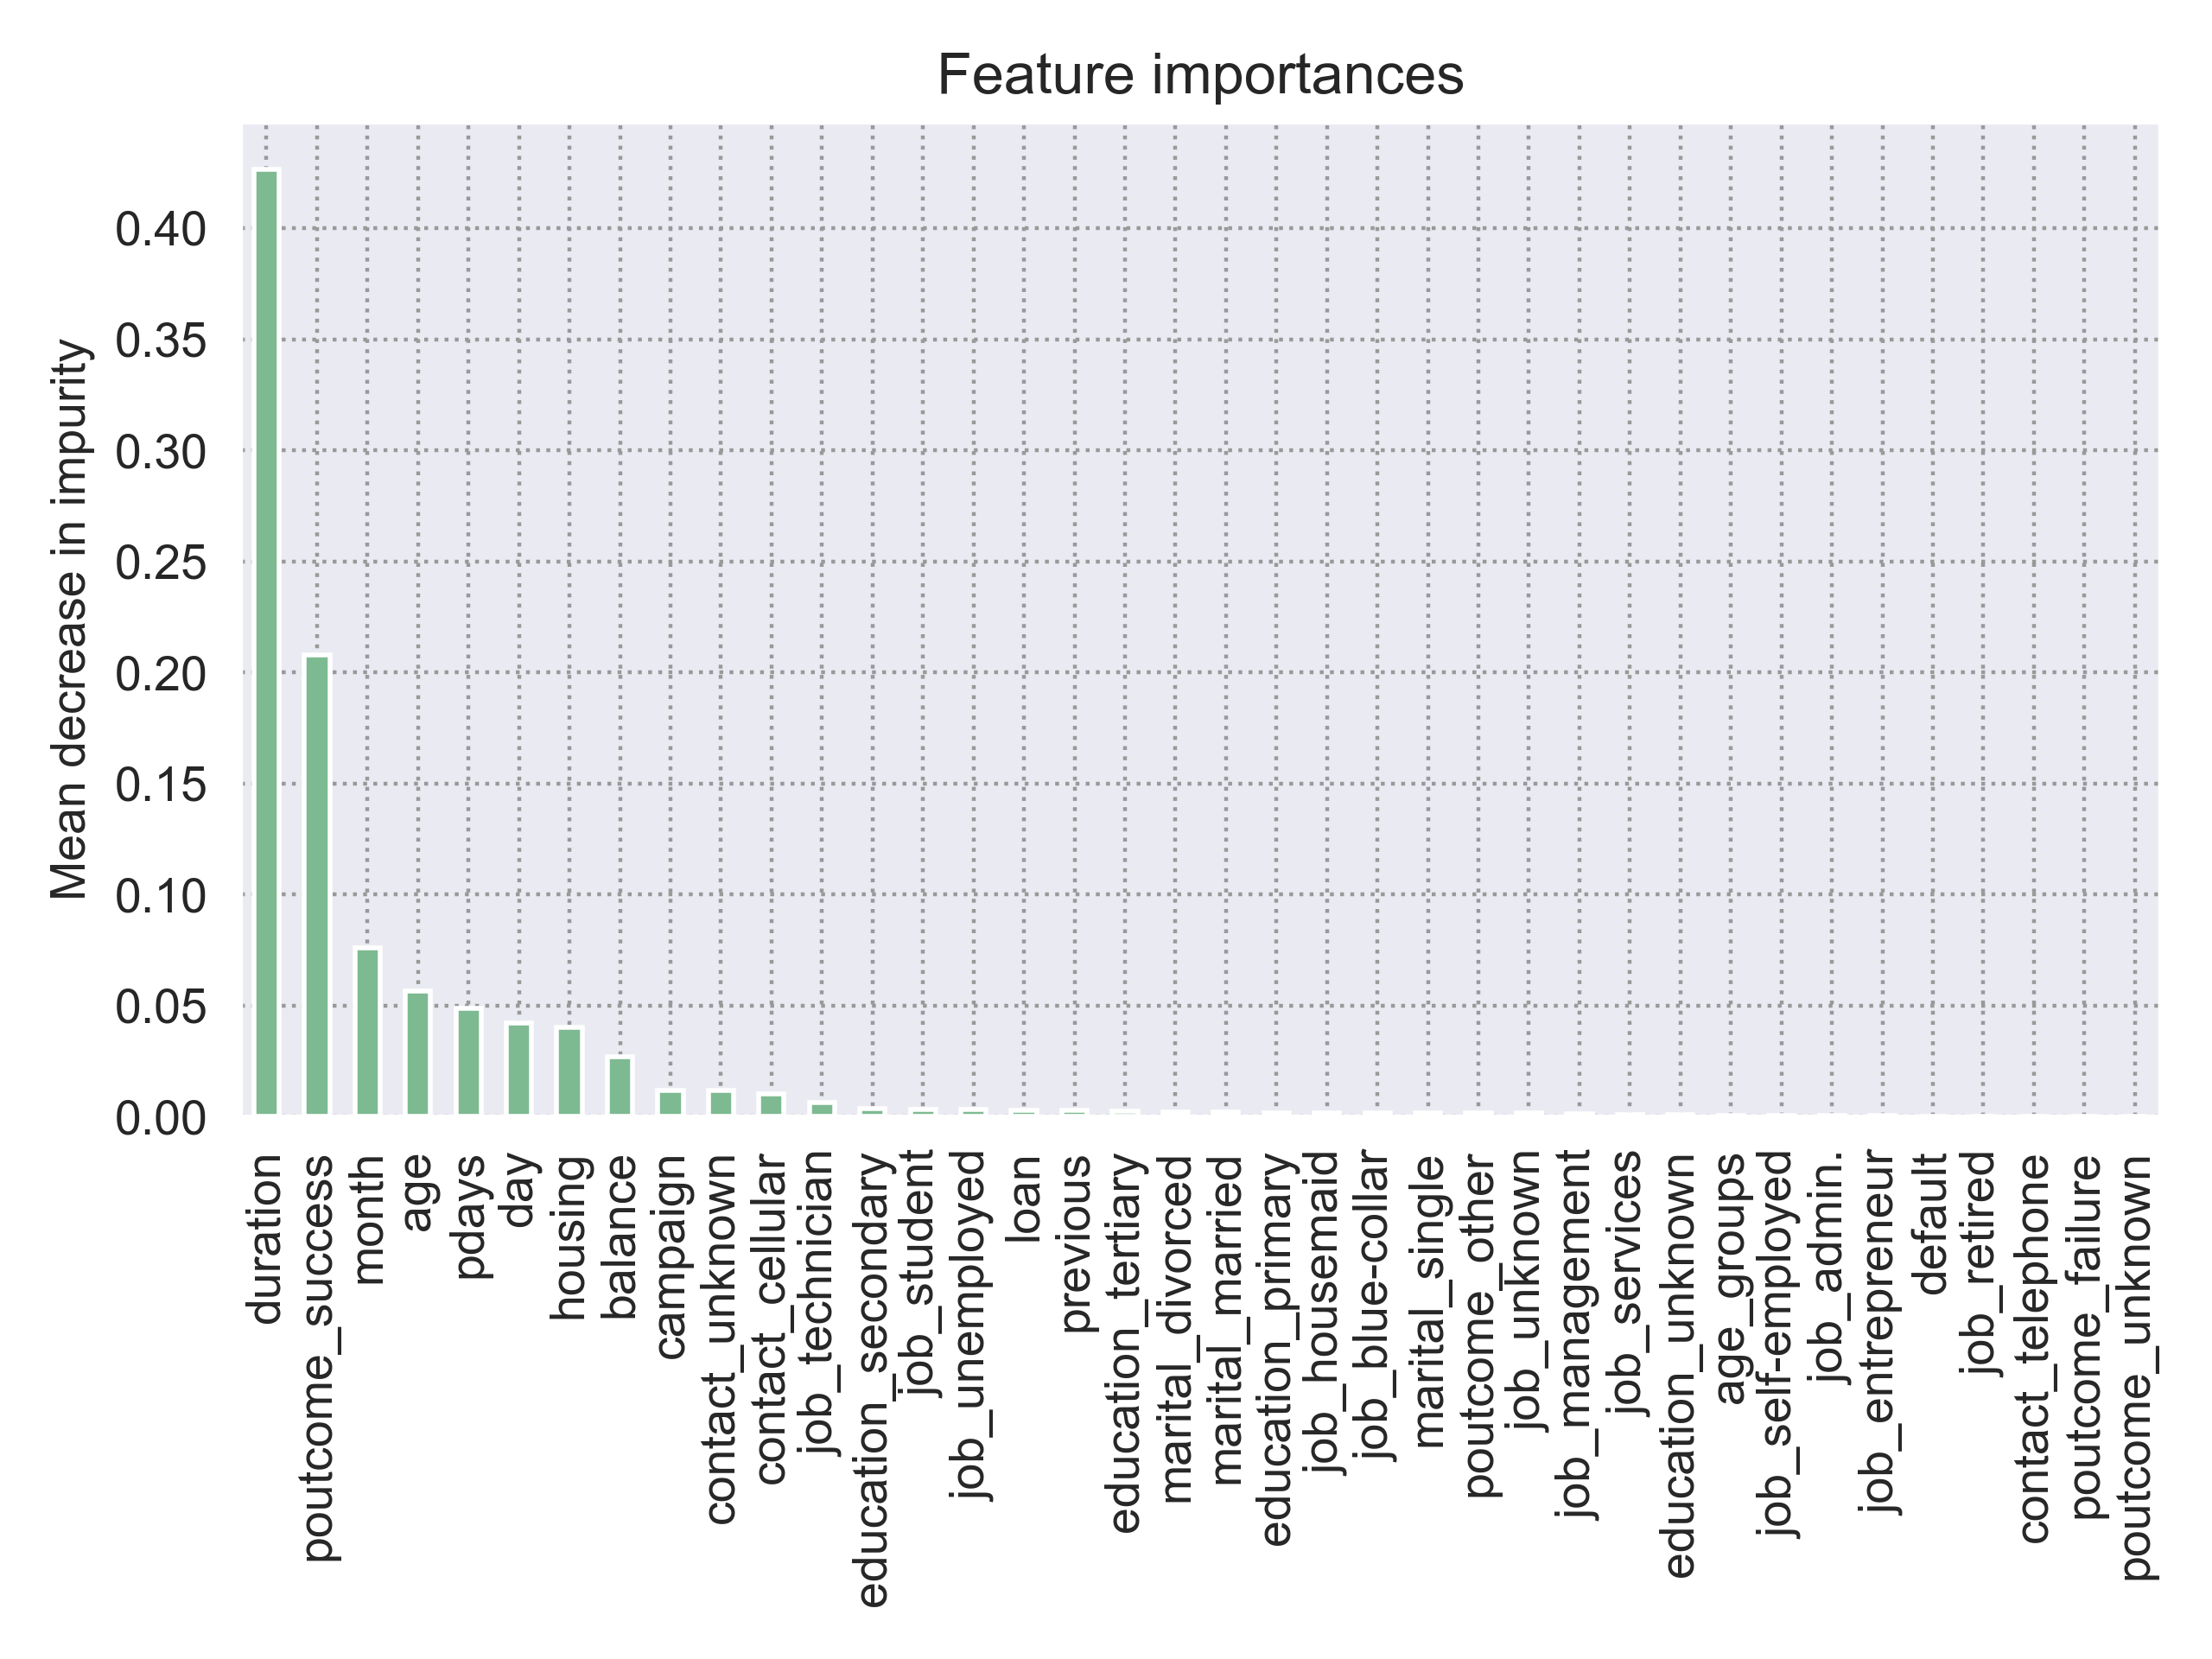 Feature importances
Mean decrease in impurity
0.40
0.35
0.30
0.25
0.20
0.15
0.10
0.05
0.00
duration
poutcome_success
month
age
pdays
day
housing
balance
campaign
contact_unknown
contact_cellular
job_technician
education_secondary
job_student
job_unemployed
loan
previous
education_tertiary
marital_divorced
marital_married
education_primary
job_housemaid
job_blue-collar
marital_single
poutcome_other
job_unknown
job_management
job_services
education_unknown
age_groups
job_self-employed
job_admin.
job_entrepreneur
default
job_retired
contact_telephone
poutcome_failure
poutcome_unknown